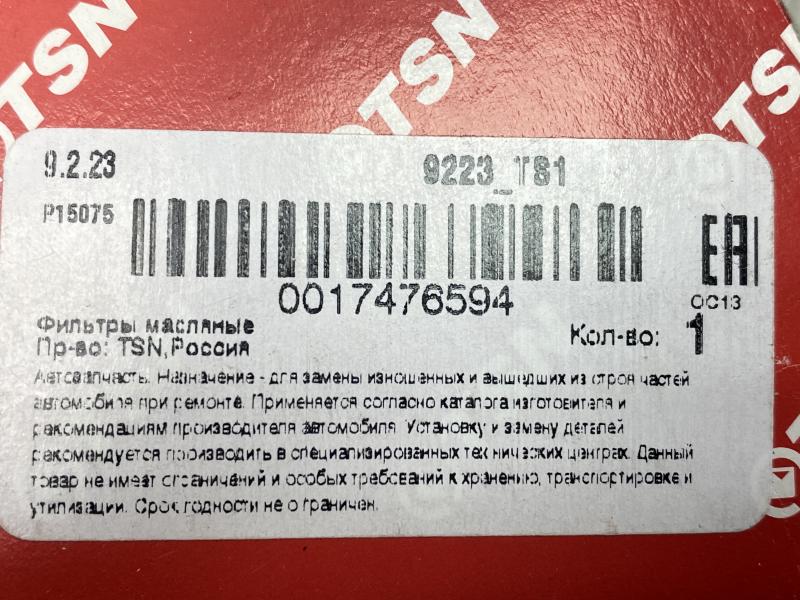 TSN
TSN
9.2.23
9223_TS1
P15075
0017476594
EAC
OC13
Фильтры масляные
Пр-во: TSN,Россия
Кол-во: 1
Автозапчасть. Назначение - для замены изношенных и вышедших из строя частей
автомобиля при ремонте. Применяется согласно каталога изготовителя и
рекомендациям производителя автомобиля. Установку и замену деталей
рекомендуется производить в специализированных технических центрах. Данный
товар не имеет ограничений и особых требований к хранению, транспортировке и
утилизации. Срок годности не ограничен.